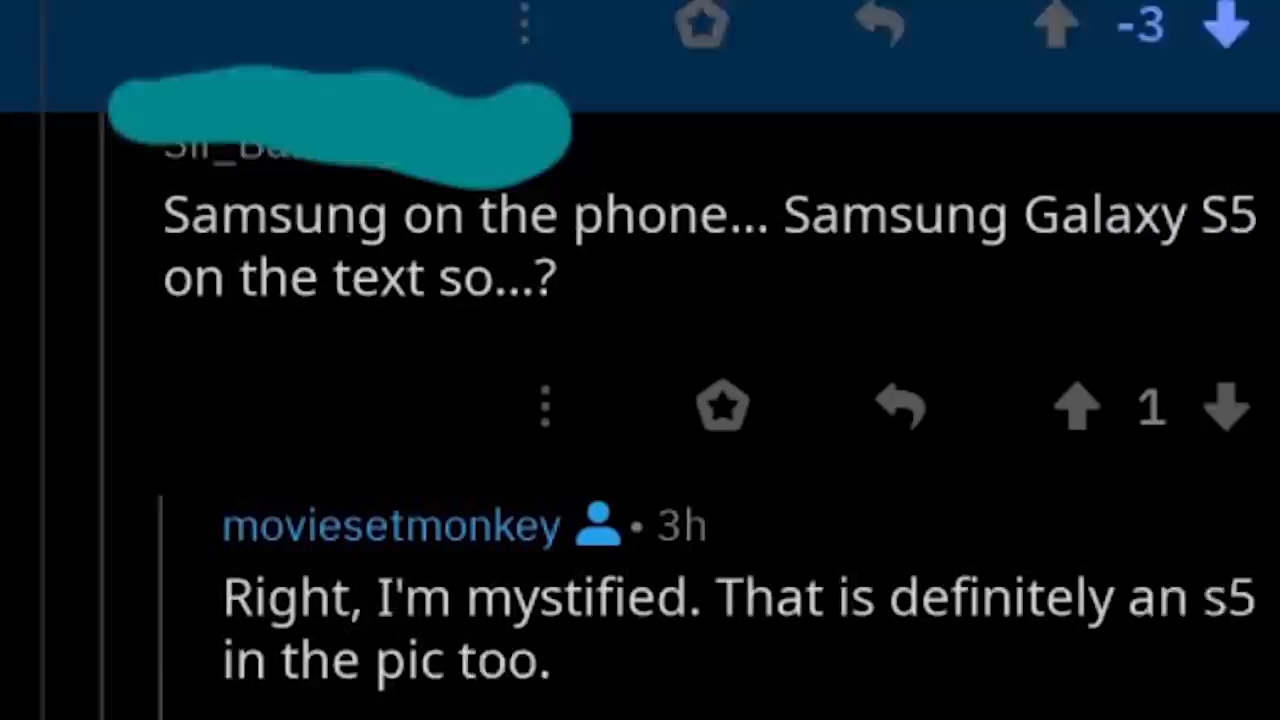 -3
Samsung on the phone... Samsung Galaxy S5
on the text so...?
1
moviesetmonkey • 3h
Right, I'm mystified. That is definitely an s5
in the pic too.